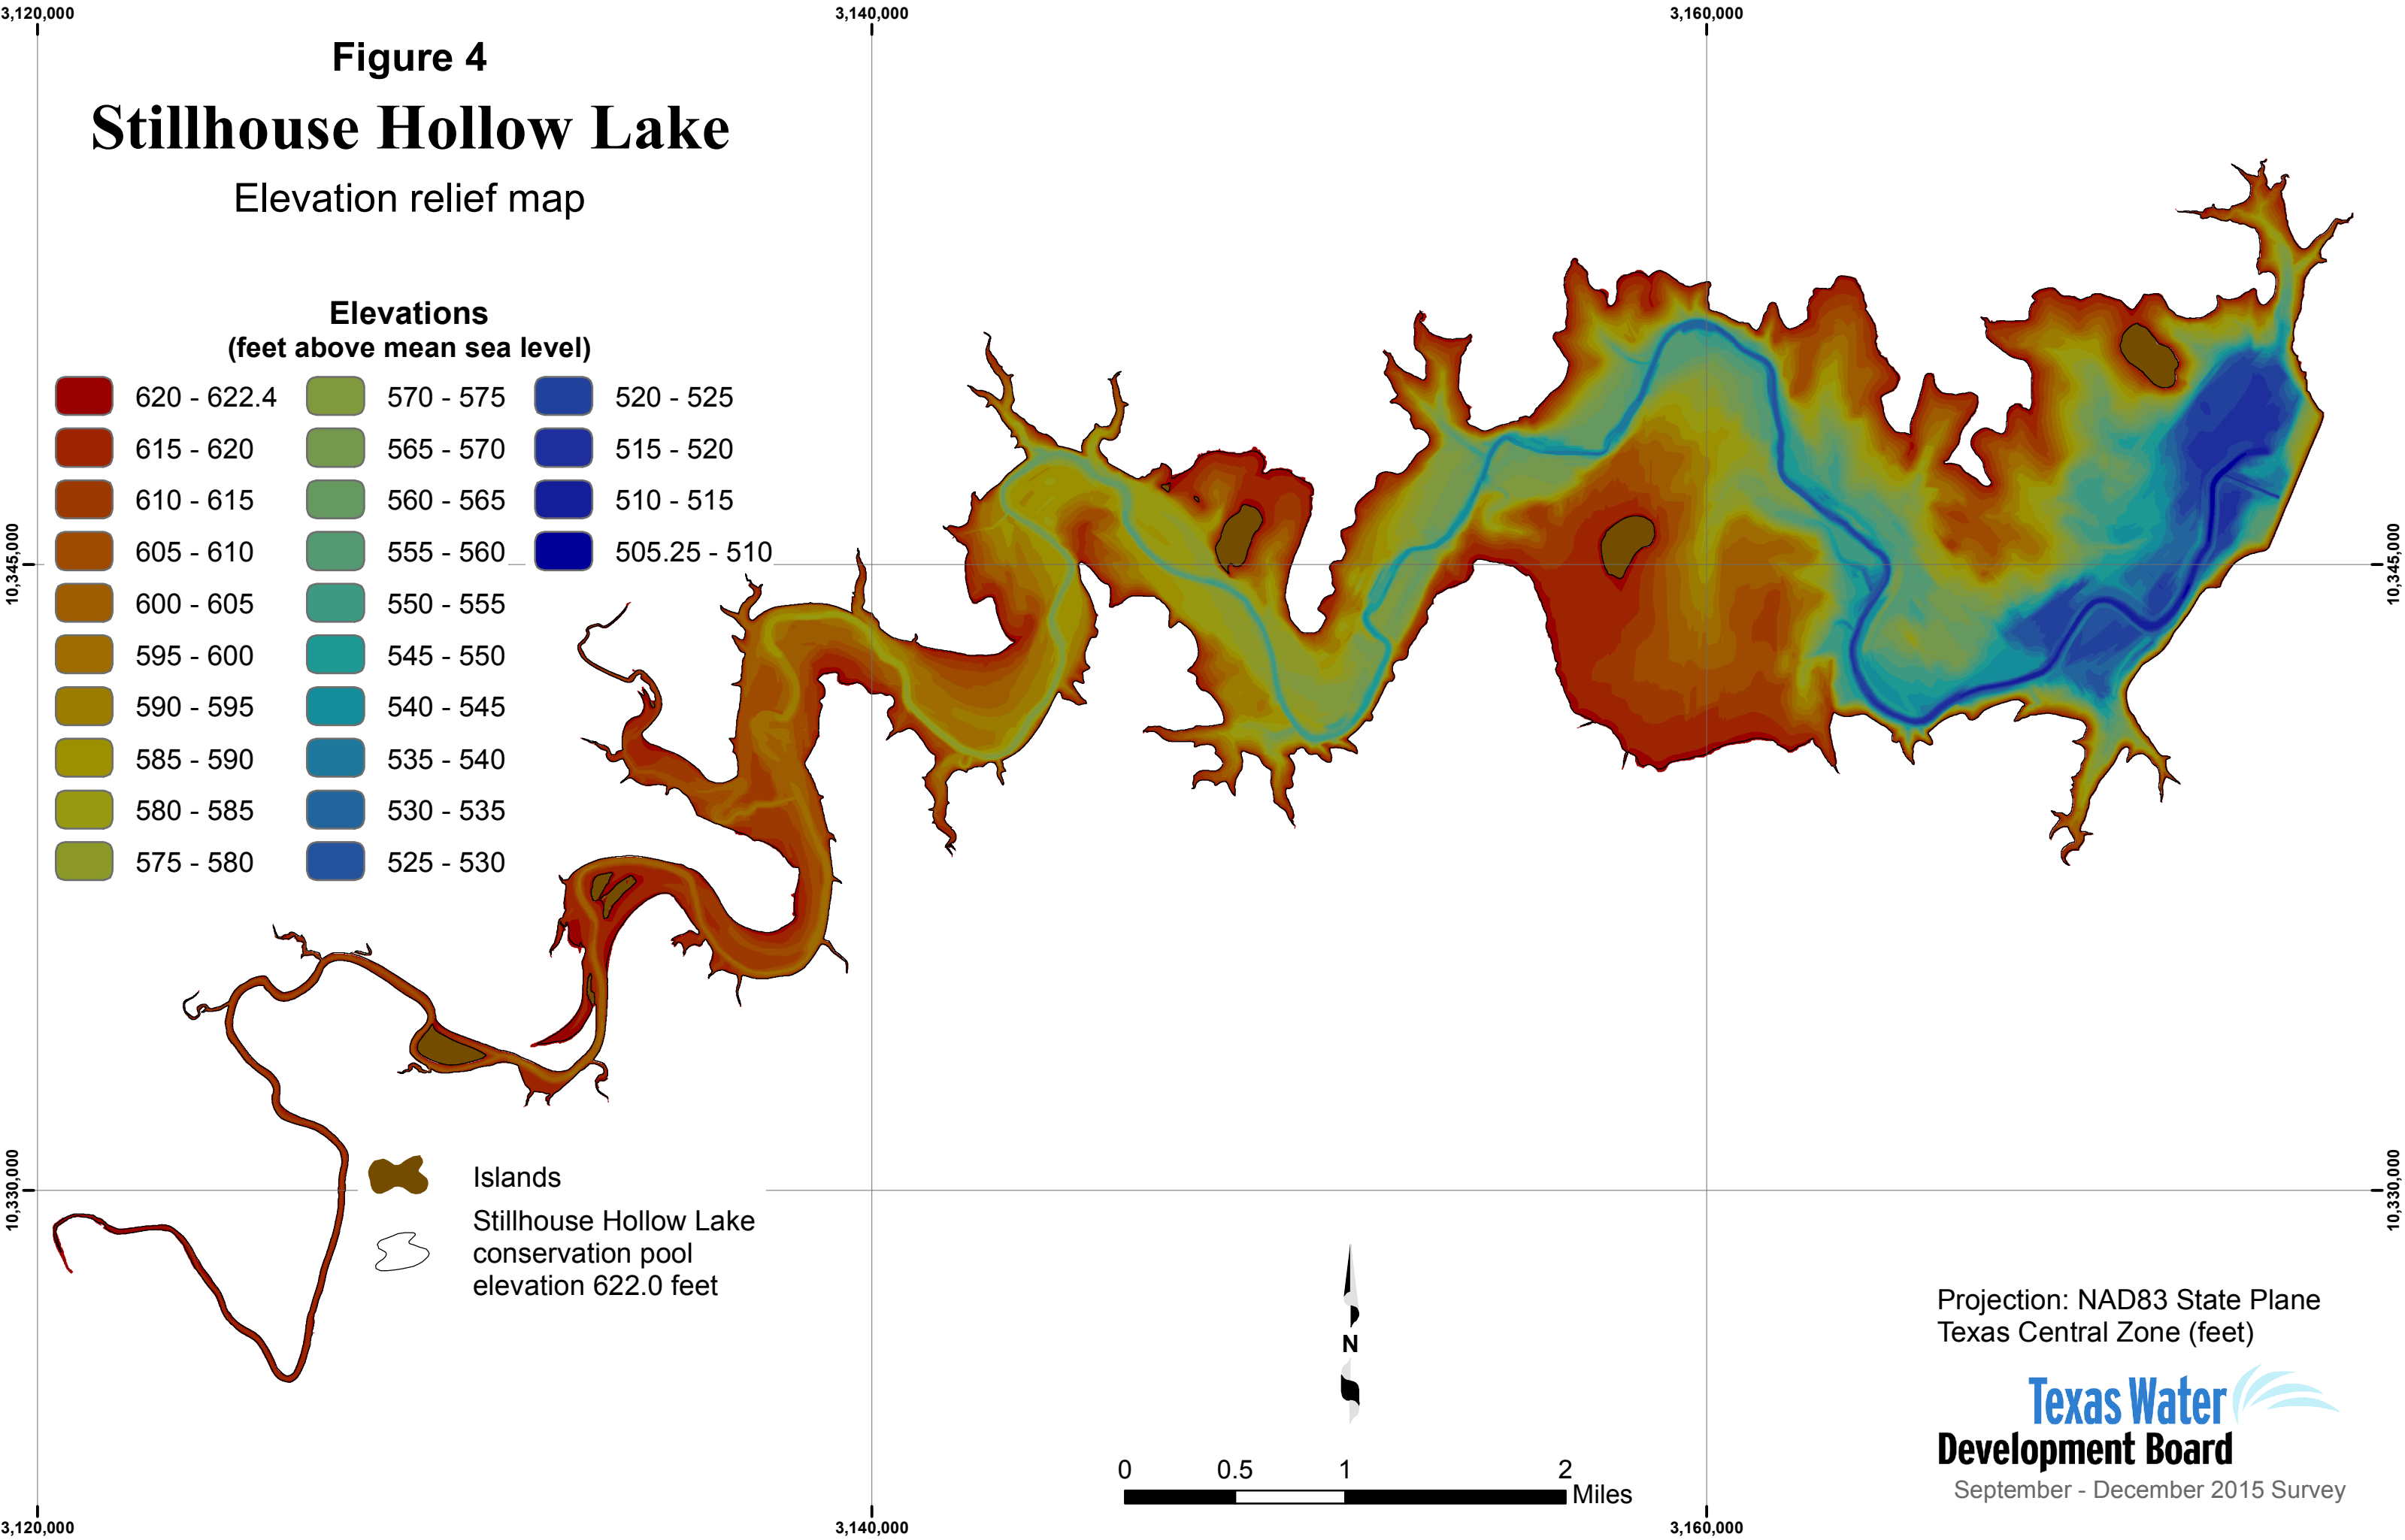 3,120,000
3,140,000
3,160,000
Figure 4
Stillhouse Hollow Lake
Elevation relief map
Elevations
(feet above mean sea level)
620 - 622.4
615 - 620
610 - 615
605 - 610
600 - 605
595 - 600
590 - 595
585 - 590
580 - 585
575 - 580
570 - 575
565 - 570
560 - 565
555 - 560
550 - 555
545 - 550
540 - 545
535 - 540
530 - 535
525 - 530
520 - 525
515 - 520
510 - 515
505.25 - 510
10,345,000
10,345,000
10,330,000
10,330,000
Islands
Stillhouse Hollow Lake
conservation pool
elevation 622.0 feet
N
0 0.5 1 2
Miles
Projection: NAD83 State Plane
Texas Central Zone (feet)
Texas Water
Development Board
September - December 2015 Survey
3,120,000
3,140,000
3,160,000